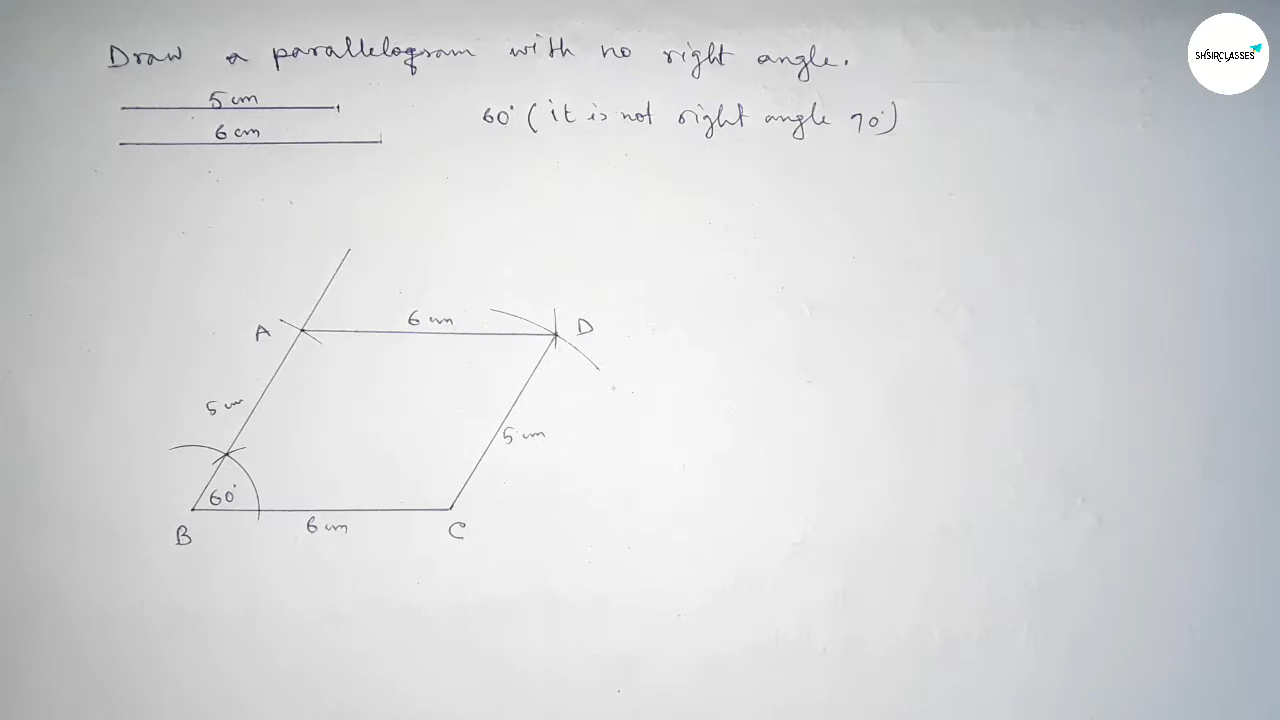 Draw a parallelogram with no right angle.
SHSIRCLASSES
5 cm
60° (it is not right angle 90°)
6 cm
A
6 cm
D
5 cm
5 cm
60°
B
6 cm
C